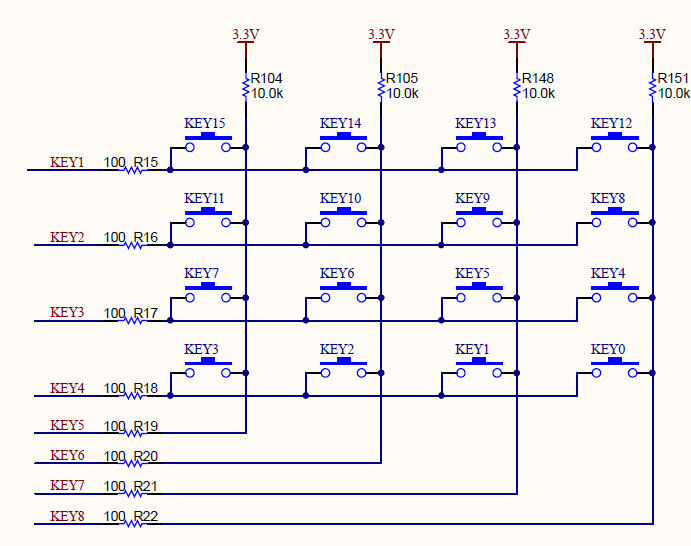 3.3V 3.3V 3.3V 3.3V
R104 R105 R148 R151
10.0k 10.0k 10.0k 10.0k
KEY15 KEY14 KEY13 KEY12
KEY1 100 R15
KEY11 KEY10 KEY9 KEY8
KEY2 100 R16
KEY7 KEY6 KEY5 KEY4
KEY3 100 R17
KEY3 KEY2 KEY1 KEY0
KEY4 100 R18
KEY5 100 R19
KEY6 100 R20
KEY7 100 R21
KEY8 100 R22